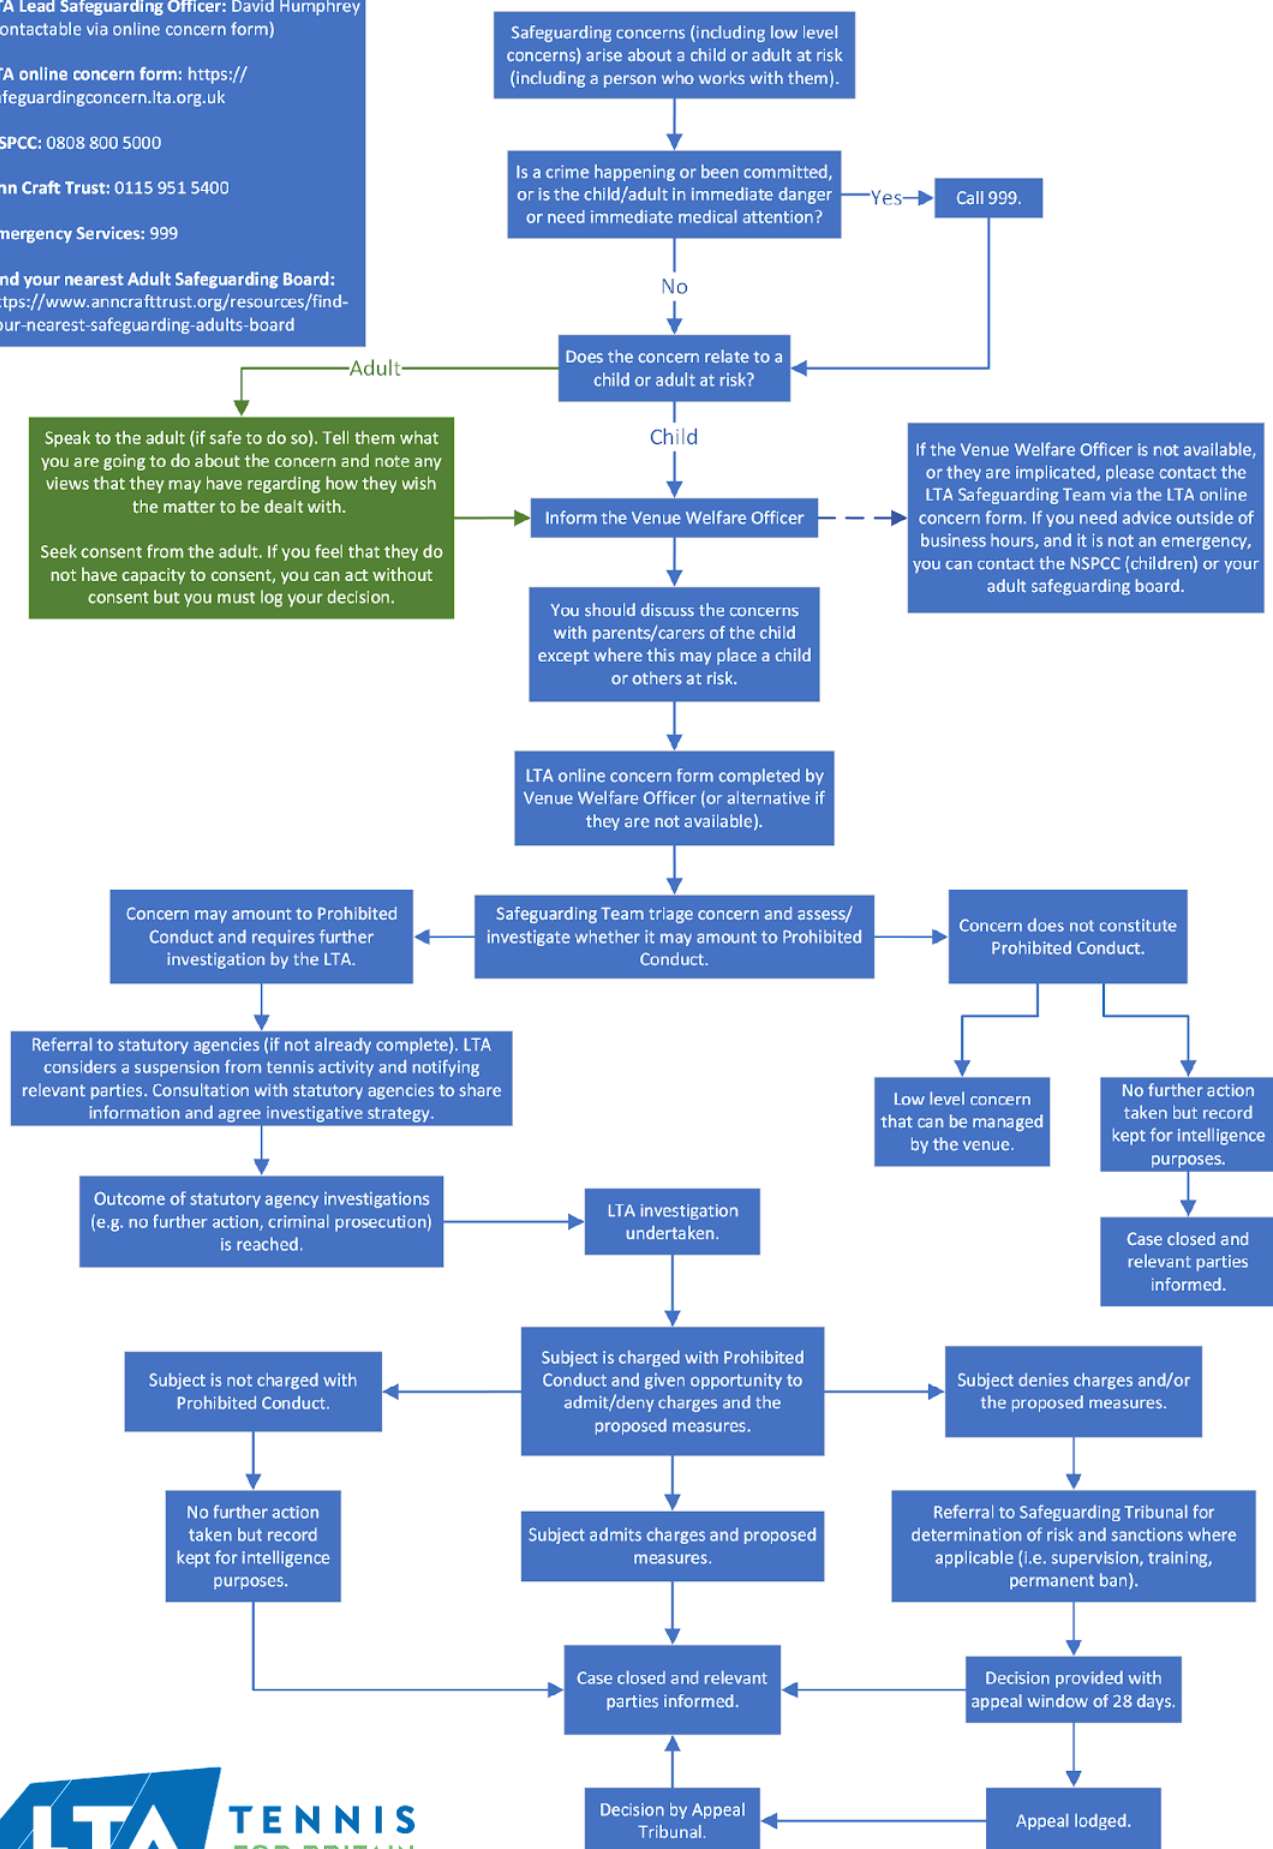 TA Lead Safeguarding Officer: David Humphrey
ontactable via online concern form)
TA online concern form: https://
afeguardingconcern.lta.org.uk
SPCC: 0808 800 5000
nn Craft Trust: 0115 951 5400
mergency Services: 999
nd your nearest Adult Safeguarding Board:
ttps://www.anncrafttrust.org/resources/find-
our-nearest-safeguarding-adults-board
Safeguarding concerns (including low level
concerns) arise about a child or adult at risk
(including a person who works with them).
Is a crime happening or been committed,
or is the child/adult in immediate danger
or need immediate medical attention?
Yes
Call 999.
No
Does the concern relate to a
child or adult at risk?
Adult
Child
Speak to the adult (if safe to do so). Tell them what
you are going to do about the concern and note any
views that they may have regarding how they wish
the matter to be dealt with.
Seek consent from the adult. If you feel that they do
not have capacity to consent, you can act without
consent but you must log your decision.
Inform the Venue Welfare Officer
If the Venue Welfare Officer is not available,
or they are implicated, please contact the
LTA Safeguarding Team via the LTA online
concern form. If you need advice outside of
business hours, and it is not an emergency,
you can contact the NSPCC (children) or your
adult safeguarding board.
You should discuss the concerns
with parents/carers of the child
except where this may place a child
or others at risk.
LTA online concern form completed by
Venue Welfare Officer (or alternative if
they are not available).
Concern may amount to Prohibited
Conduct and requires further
investigation by the LTA.
Safeguarding Team triage concern and assess/
investigate whether it may amount to Prohibited
Conduct.
Concern does not constitute
Prohibited Conduct.
Referral to statutory agencies (if not already complete). LTA
considers a suspension from tennis activity and notifying
relevant parties. Consultation with statutory agencies to share
information and agree investigative strategy.
Low level concern
that can be managed
by the venue.
No further action
taken but record
kept for intelligence
purposes.
Outcome of statutory agency investigations
(e.g. no further action, criminal prosecution)
is reached.
LTA investigation
undertaken.
Case closed and
relevant parties
informed.
Subject is not charged with
Prohibited Conduct.
Subject is charged with Prohibited
Conduct and given opportunity to
admit/deny charges and the
proposed measures.
Subject denies charges and/or
the proposed measures.
No further action
taken but record
kept for intelligence
purposes.
Subject admits charges and proposed
measures.
Referral to Safeguarding Tribunal for
determination of risk and sanctions where
applicable (i.e. supervision, training,
permanent ban).
Case closed and relevant
parties informed.
Decision provided with
appeal window of 28 days.
Decision by Appeal
Tribunal.
Appeal lodged.
LTA
TENNIS
FOR BRITAIN